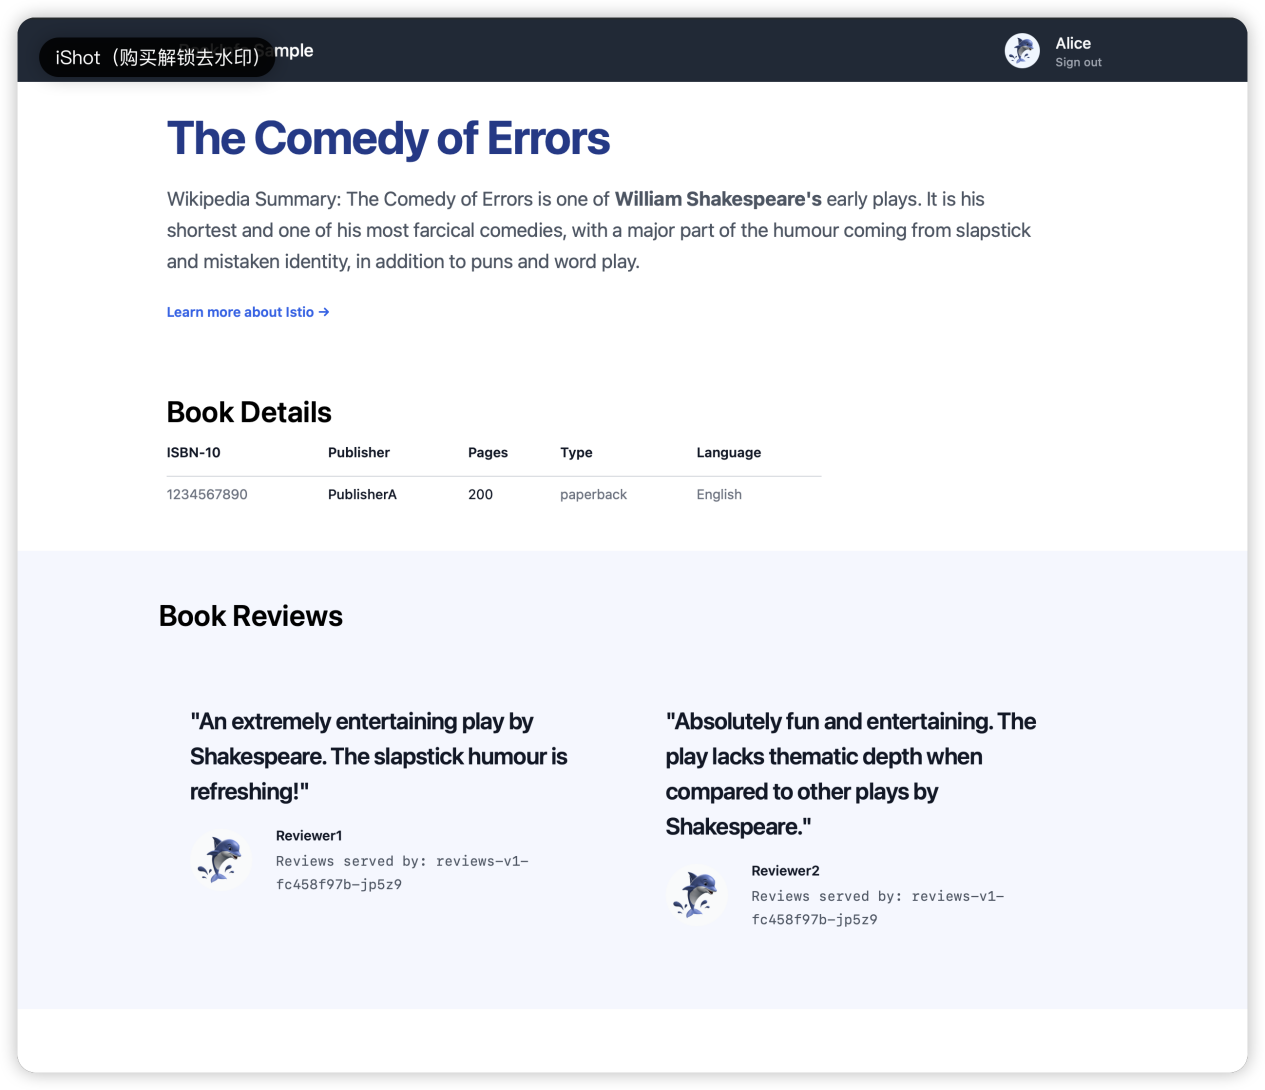 iShot（购买解锁去水印）
Sample
Alice
Sign out
The Comedy of Errors
Wikipedia Summary: The Comedy of Errors is one of William Shakespeare's early plays. It is his
shortest and one of his most farcical comedies, with a major part of the humour coming from slapstick
and mistaken identity, in addition to puns and word play.
Learn more about Istio →
Book Details
ISBN-10 Publisher Pages Type Language
1234567890 PublisherA 200 paperback English
Book Reviews
"An extremely entertaining play by
Shakespeare. The slapstick humour is
refreshing!"
Reviewer1
Reviews served by: reviews-v1-
fc458f97b-jp5z9
"Absolutely fun and entertaining. The
play lacks thematic depth when
compared to other plays by
Shakespeare."
Reviewer2
Reviews served by: reviews-v1-
fc458f97b-jp5z9